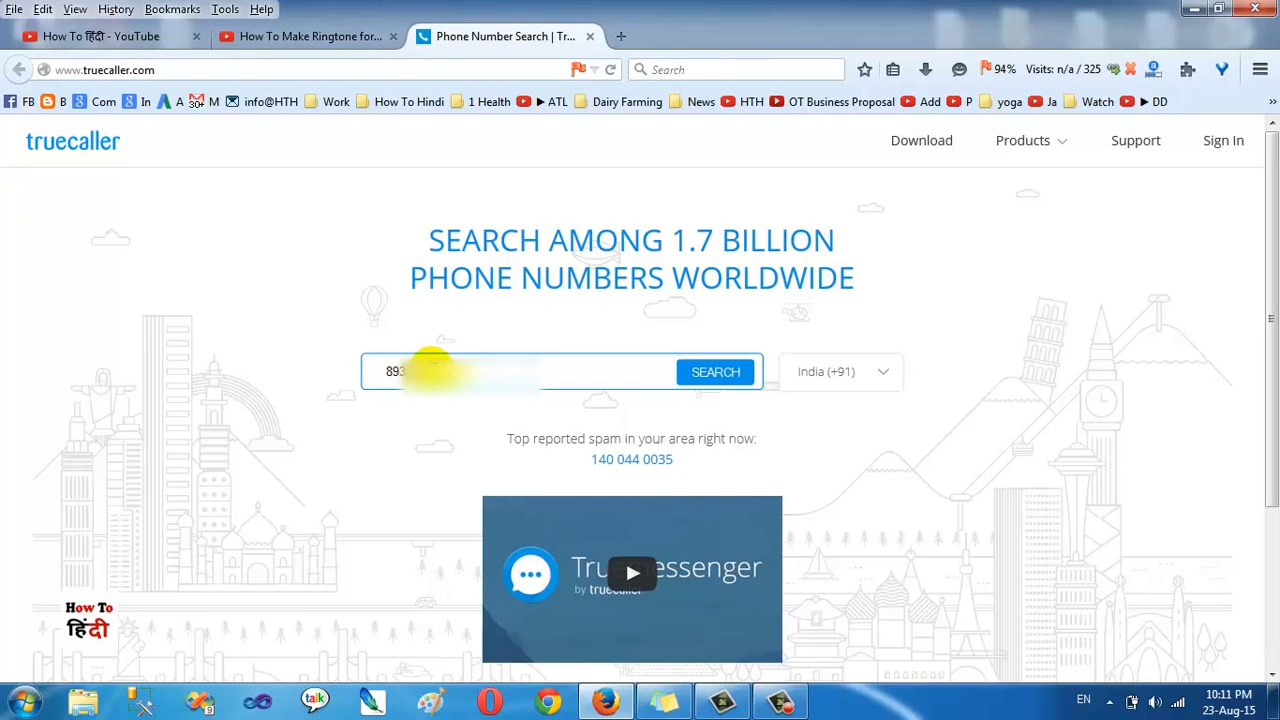 File Edit View History Bookmarks Tools Help
How To हिंदी - YouTube × How To Make Ringtone for... × Phone Number Search | Tr... × +
www.truecaller.com Search 94% Visits: n/a / 325
FB B Com In A M info@HTH Work How To Hindi 1 Health ▶ ATL Dairy Farming News HTH OT Business Proposal Add ▶ P yoga Ja Watch ▶ DD »
truecaller Download Products Support Sign In
SEARCH AMONG 1.7 BILLION
PHONE NUMBERS WORLDWIDE
893 SEARCH India (+91)
Top reported spam in your area right now:
140 044 0035
by
How To
हिंदी
talk
EN 10:11 PM
23-Aug-15